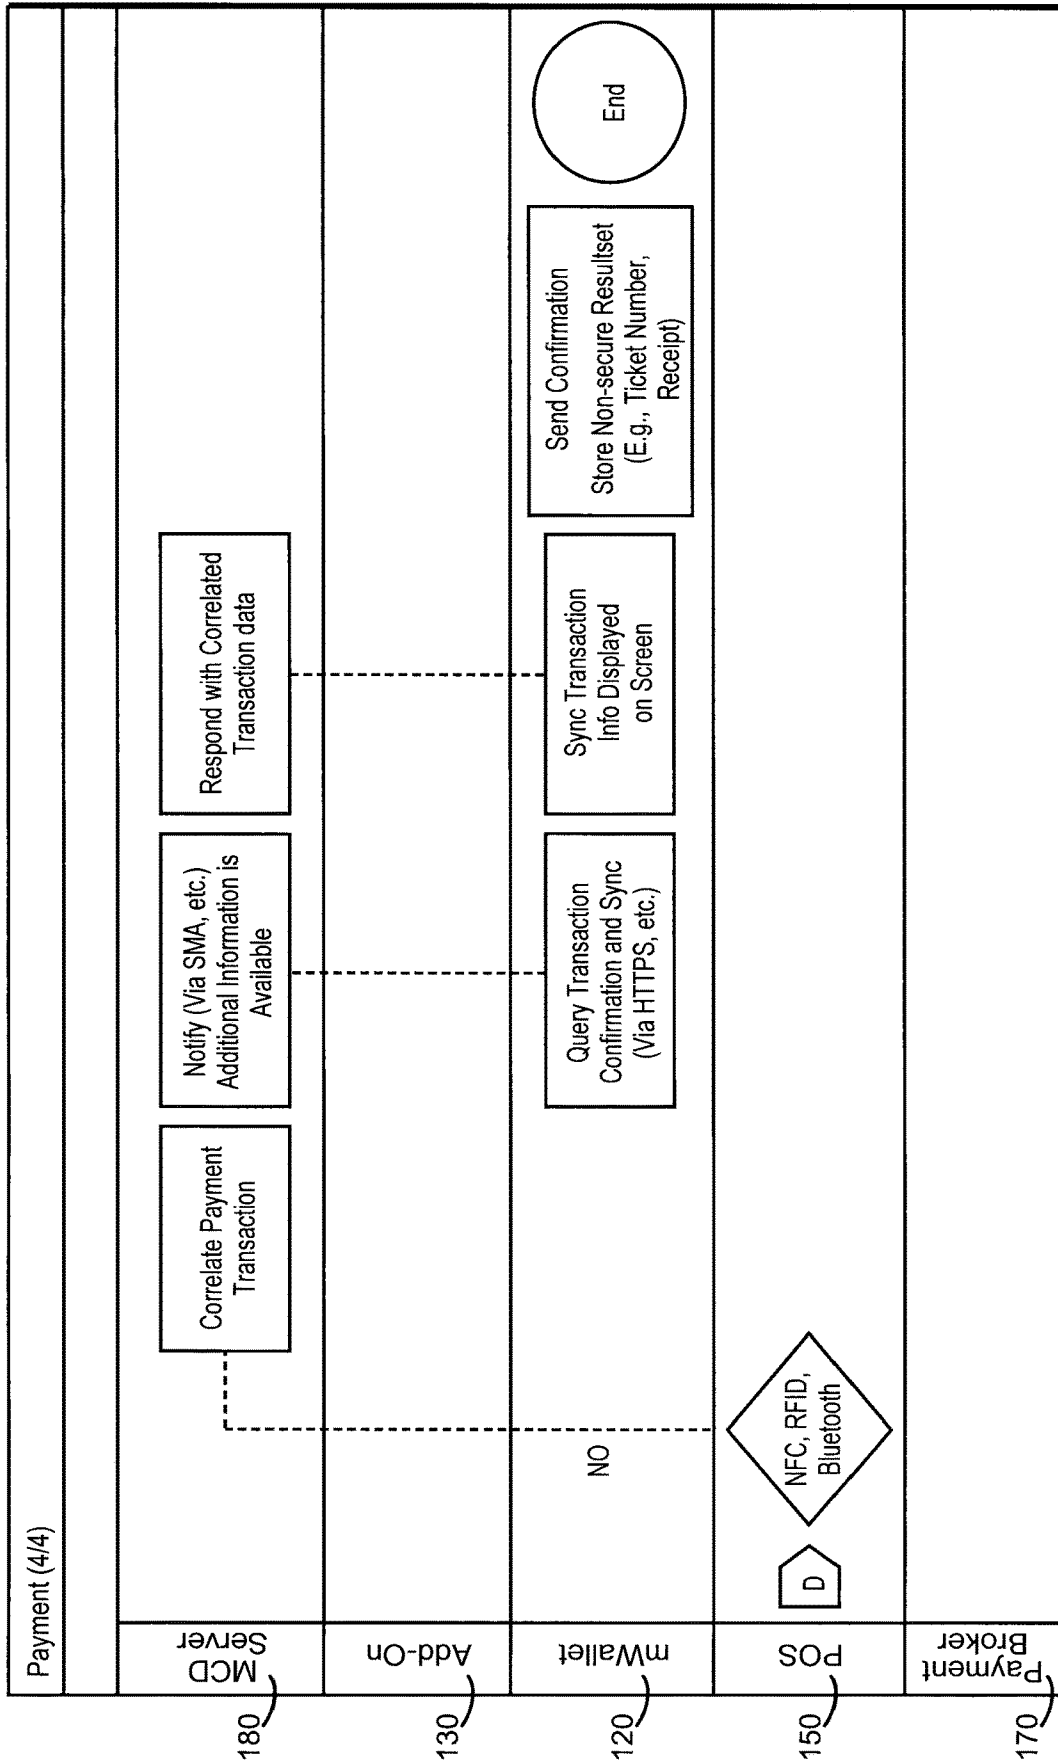 Payment (4/4)
MCD
Server
180
Correlate Payment
Transaction
Notify (Via SMA, etc.)
Additional Information is
Available
Respond with Correlated
Transaction data
Add-On
130
mWallet
120
NO
Query Transaction
Confirmation and Sync
(Via HTTPS, etc.)
Sync Transaction
Info Displayed
on Screen
Send Confirmation
Store Non-secure Resultset
(E.g., Ticket Number,
Receipt)
End
POS
150
D
NFC, RFID,
Bluetooth
Payment
Broker
170